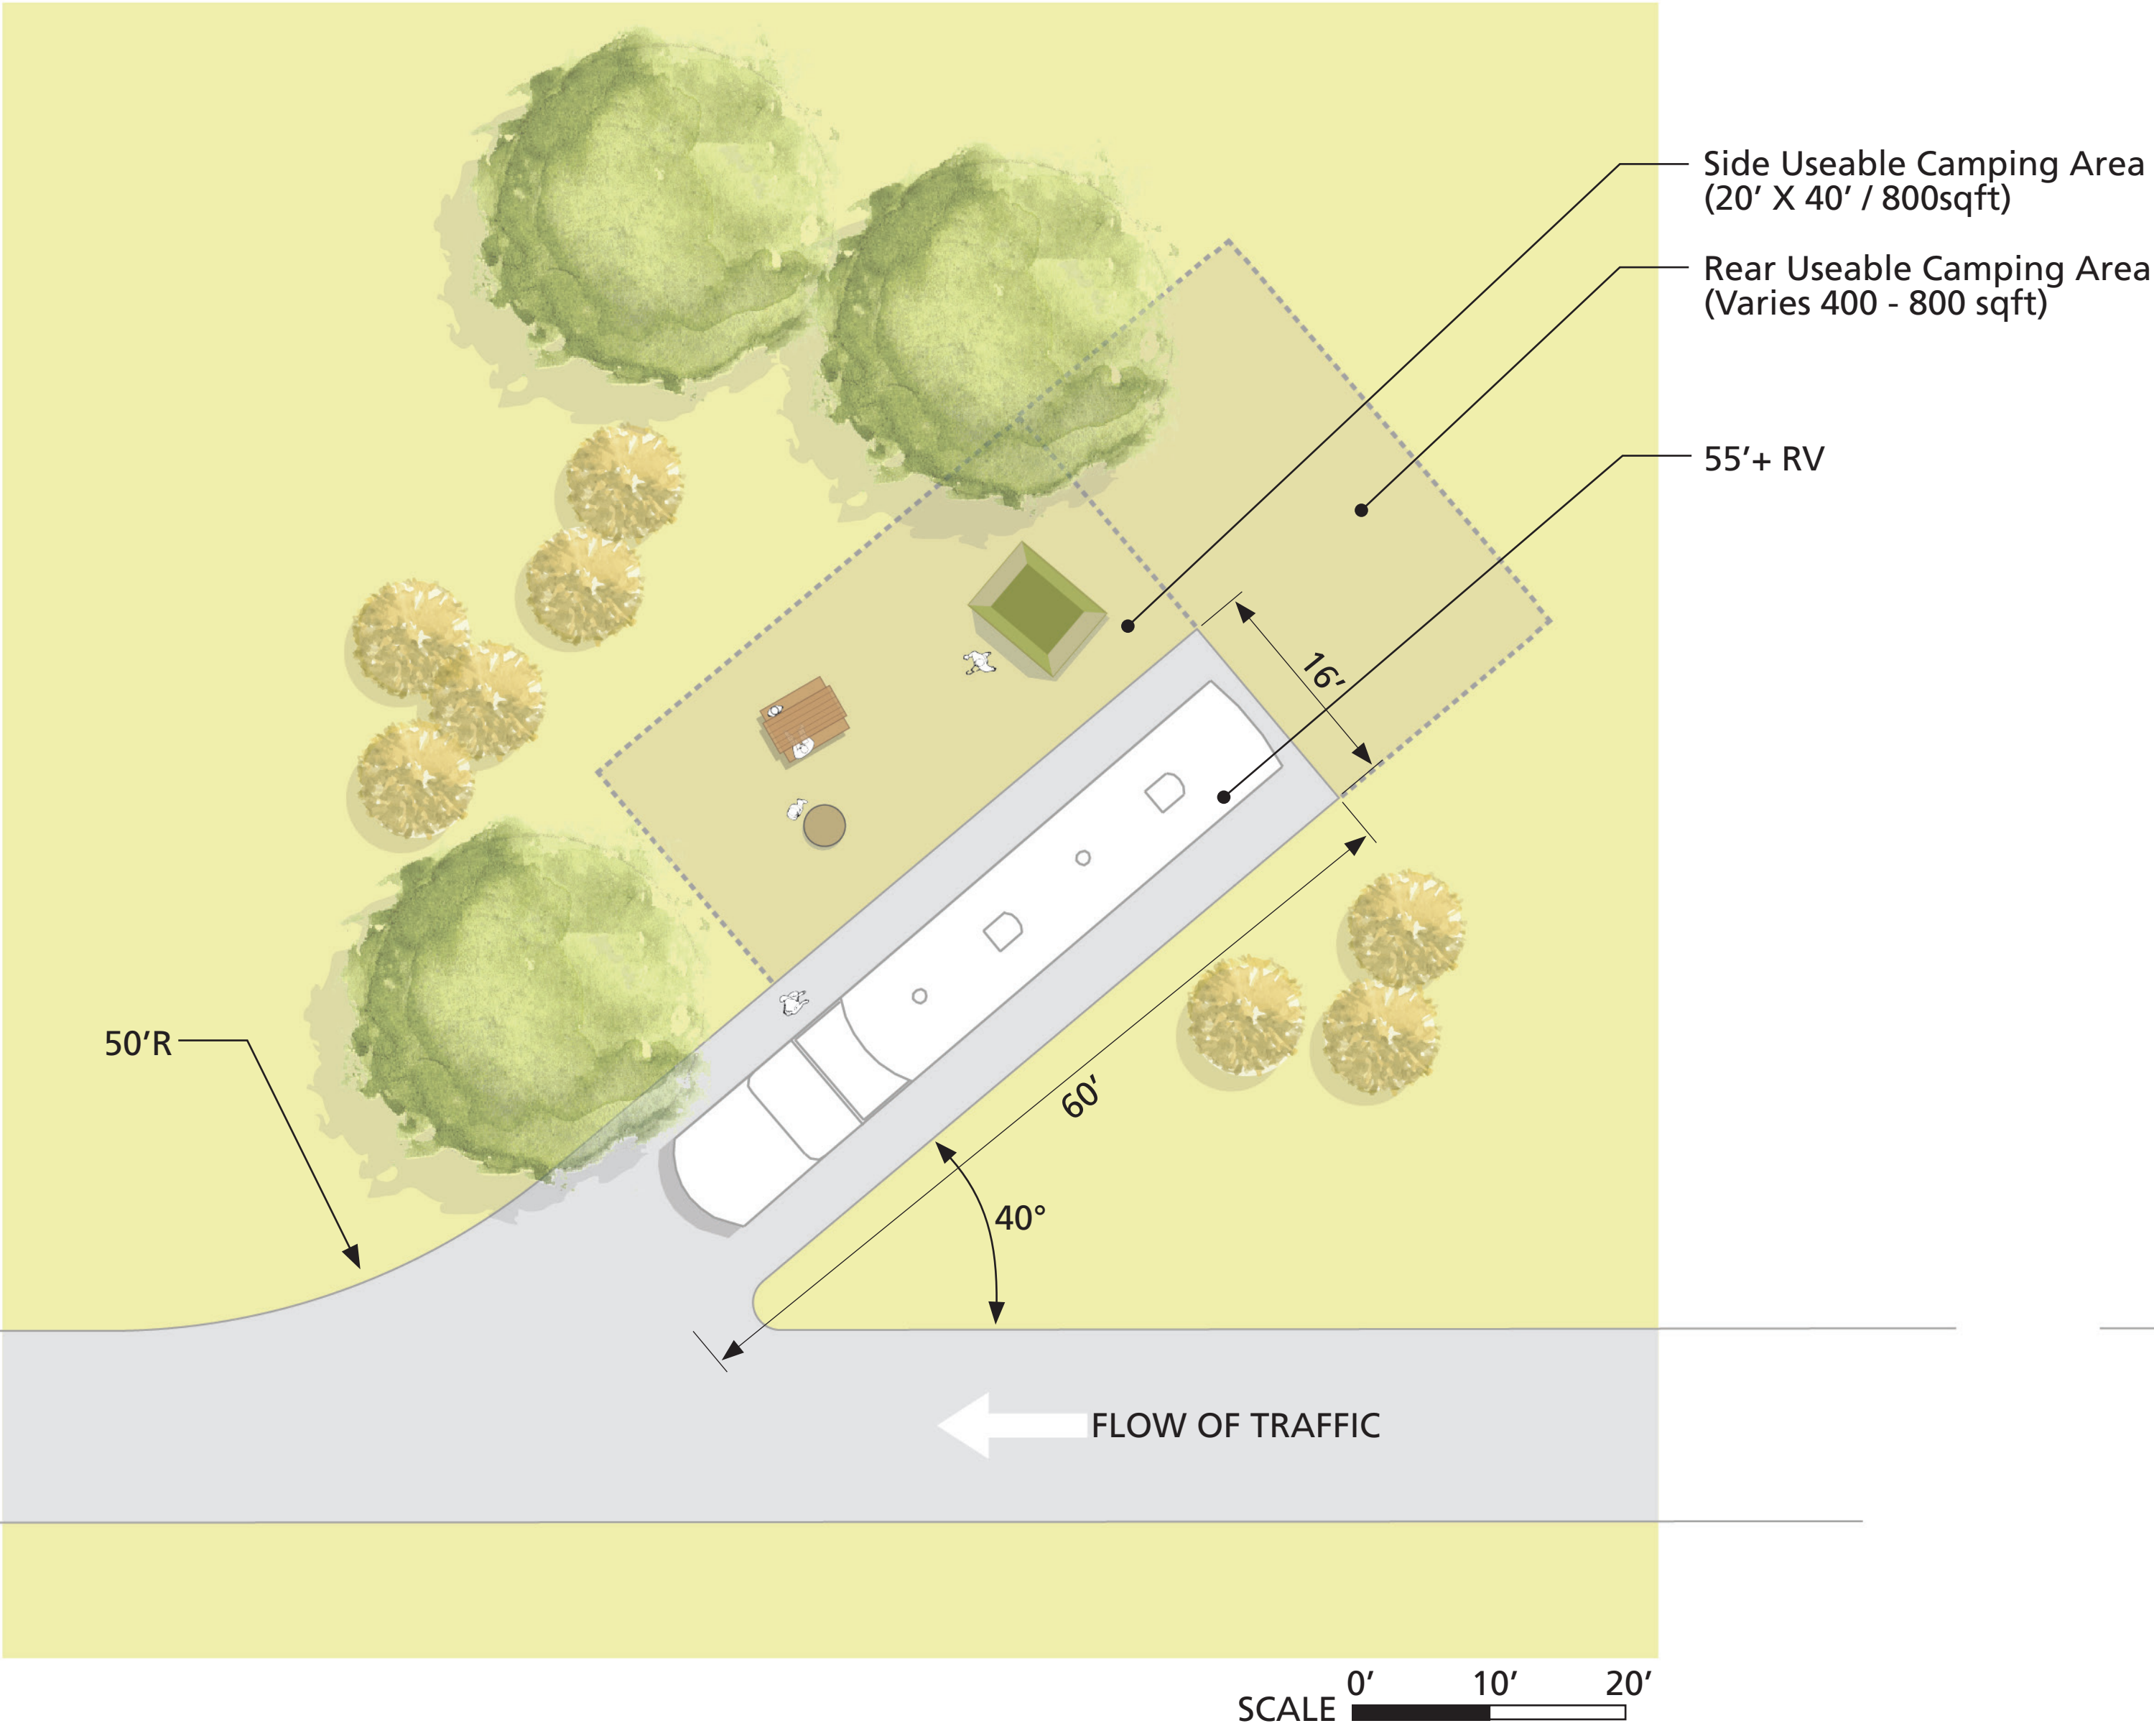 Side Useable Camping Area
(20’ X 40’ / 800sqft)
Rear Useable Camping Area
(Varies 400 - 800 sqft)
55’+ RV
16’
50’R
60’
40°
FLOW OF TRAFFIC
0’ 10’ 20’
SCALE